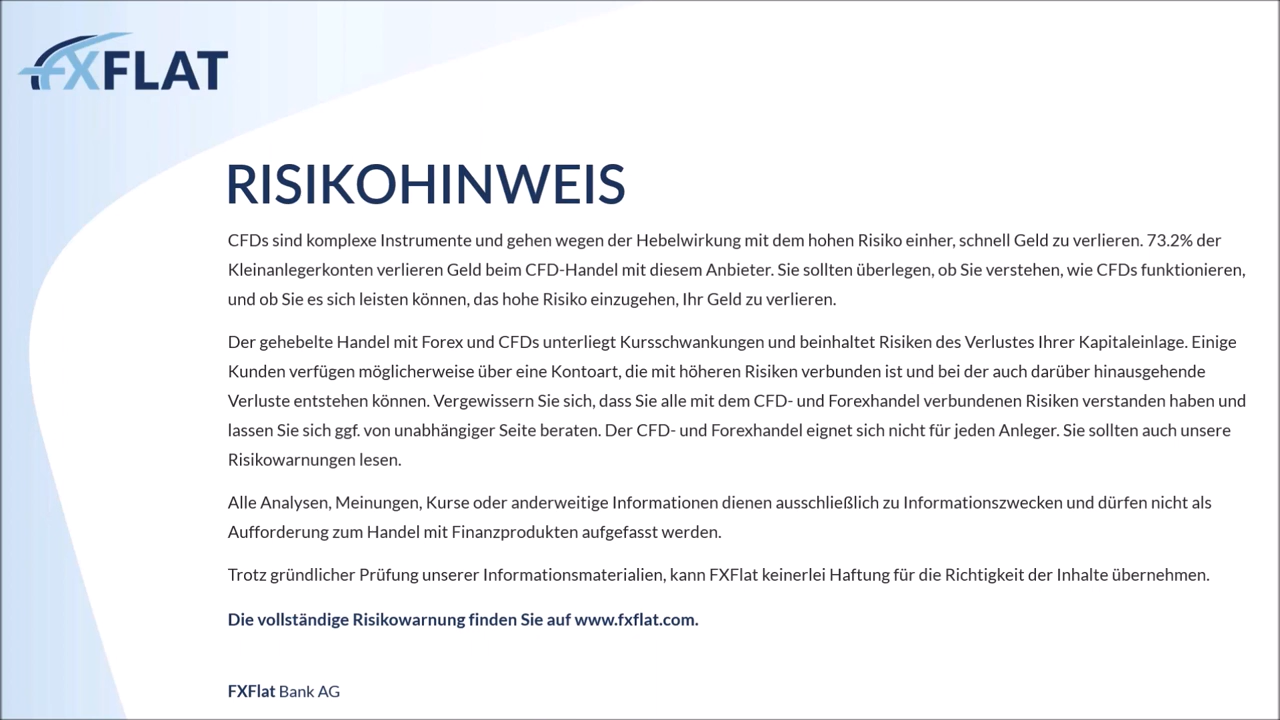 FXFLAT
RISIKOHINWEIS
CFDs sind komplexe Instrumente und gehen wegen der Hebelwirkung mit dem hohen Risiko einher, schnell Geld zu verlieren. 73.2% der
Kleinanlegerkonten verlieren Geld beim CFD-Handel mit diesem Anbieter. Sie sollten überlegen, ob Sie verstehen, wie CFDs funktionieren,
und ob Sie es sich leisten können, das hohe Risiko einzugehen, Ihr Geld zu verlieren.
Der gehebelte Handel mit Forex und CFDs unterliegt Kursschwankungen und beinhaltet Risiken des Verlustes Ihrer Kapitaleinlage. Einige
Kunden verfügen möglicherweise über eine Kontoart, die mit höheren Risiken verbunden ist und bei der auch darüber hinausgehende
Verluste entstehen können. Vergewissern Sie sich, dass Sie alle mit dem CFD- und Forexhandel verbundenen Risiken verstanden haben und
lassen Sie sich ggf. von unabhängiger Seite beraten. Der CFD- und Forexhandel eignet sich nicht für jeden Anleger. Sie sollten auch unsere
Risikowarnungen lesen.
Alle Analysen, Meinungen, Kurse oder anderweitige Informationen dienen ausschließlich zu Informationszwecken und dürfen nicht als
Aufforderung zum Handel mit Finanzprodukten aufgefasst werden.
Trotz gründlicher Prüfung unserer Informationsmaterialien, kann FXFlat keinerlei Haftung für die Richtigkeit der Inhalte übernehmen.
Die vollständige Risikowarnung finden Sie auf www.fxflat.com.
FXFlat Bank AG